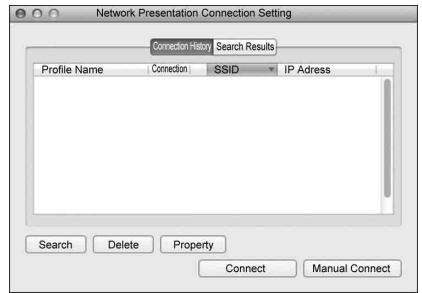 Network Presentation Connection Setting
Connection History Search Results
Profile Name Connection SSID IP Adress
Search Delete Property
Connect Manual Connect